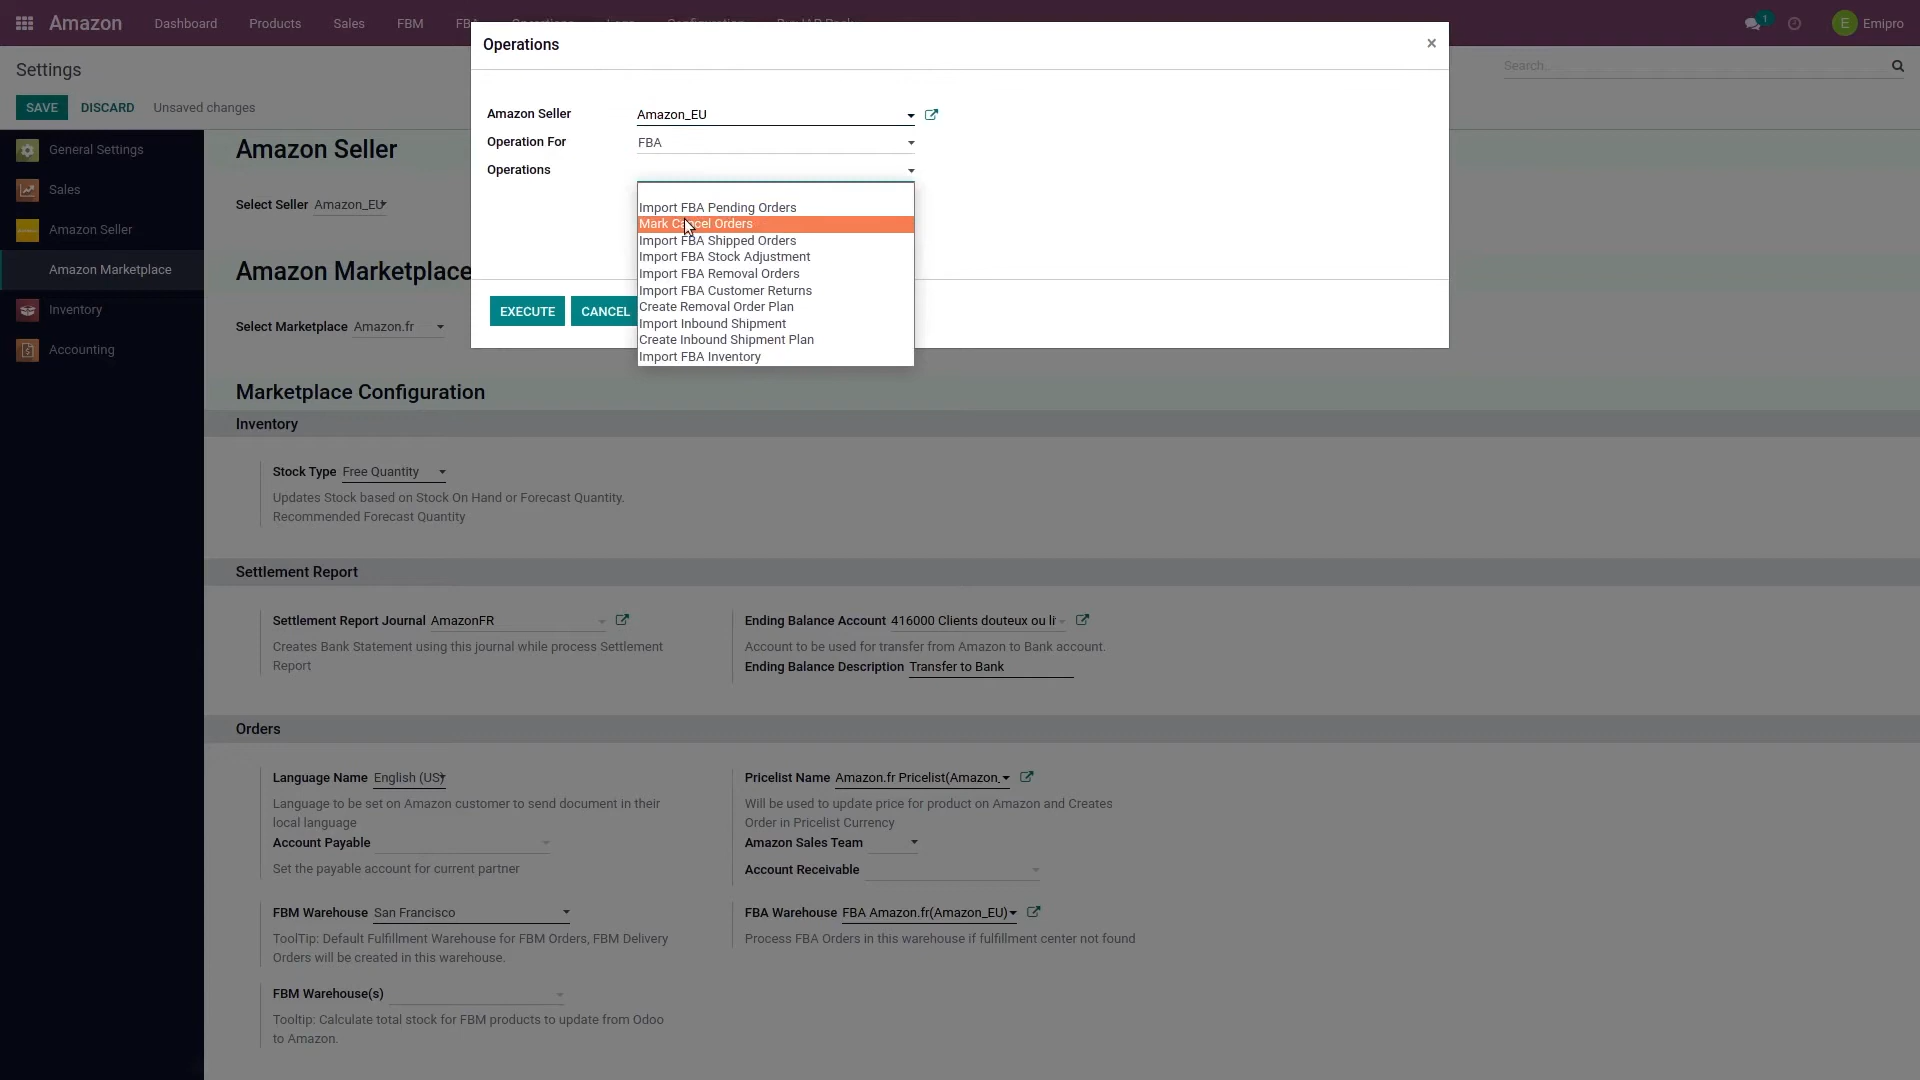 Amazon Dashboard Products Sales FBM 1 E Emipro
Settings
Search...
SAVE DISCARD Unsaved changes
General Settings
Sales
Amazon Seller
Amazon Marketplace
Inventory
Accounting
Operations
×
Amazon Seller Amazon_EU
Operation For FBA
Operations
Import FBA Pending Orders
Mark Cancel Orders
Import FBA Shipped Orders
Import FBA Stock Adjustment
Import FBA Removal Orders
Import FBA Customer Returns
Create Removal Order Plan
Import Inbound Shipment
Create Inbound Shipment Plan
Import FBA Inventory
EXECUTE CANCEL
Amazon Seller
Select Seller Amazon_EU
Amazon Marketplace
Select Marketplace Amazon.fr
Marketplace Configuration
Inventory
Stock Type Free Quantity
Updates Stock based on Stock On Hand or Forecast Quantity.
Recommended Forecast Quantity
Settlement Report
Settlement Report Journal AmazonFR
Creates Bank Statement using this journal while process Settlement
Report
Ending Balance Account 416000 Clients douteux ou li
Account to be used for transfer from Amazon to Bank account.
Ending Balance Description Transfer to Bank
Orders
Language Name English (US)
Language to be set on Amazon customer to send document in their
local language
Account Payable
Set the payable account for current partner
Pricelist Name Amazon.fr Pricelist(Amazon_
Will be used to update price for product on Amazon and Creates
Order in Pricelist Currency
Amazon Sales Team
Account Receivable
FBM Warehouse San Francisco
ToolTip: Default Fulfillment Warehouse for FBM Orders, FBM Delivery
Orders will be created in this warehouse.
FBA Warehouse FBA Amazon.fr(Amazon_EU)
Process FBA Orders in this warehouse if fulfillment center not found
FBM Warehouse(s)
Tooltip: Calculate total stock for FBM products to update from Odoo
to Amazon.